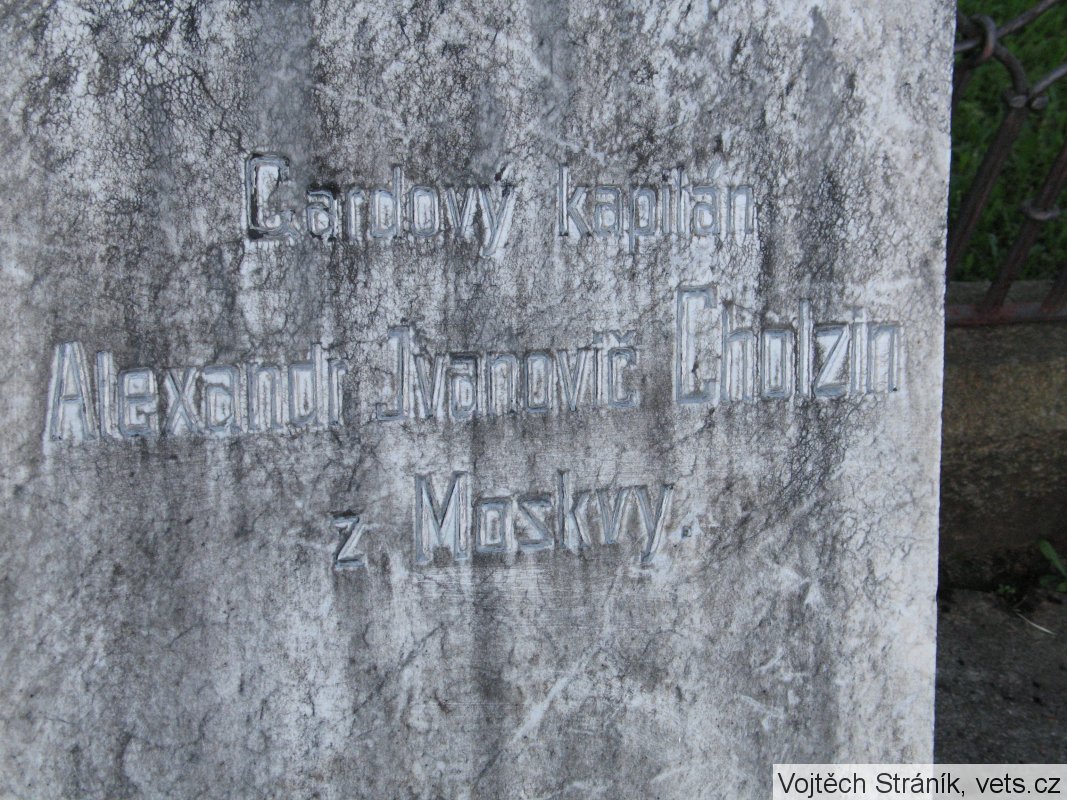 Gardový kapitán
Alexandr Jvanovič Cholzin
z Moskvy.
Vojtěch Stráník, vets.cz